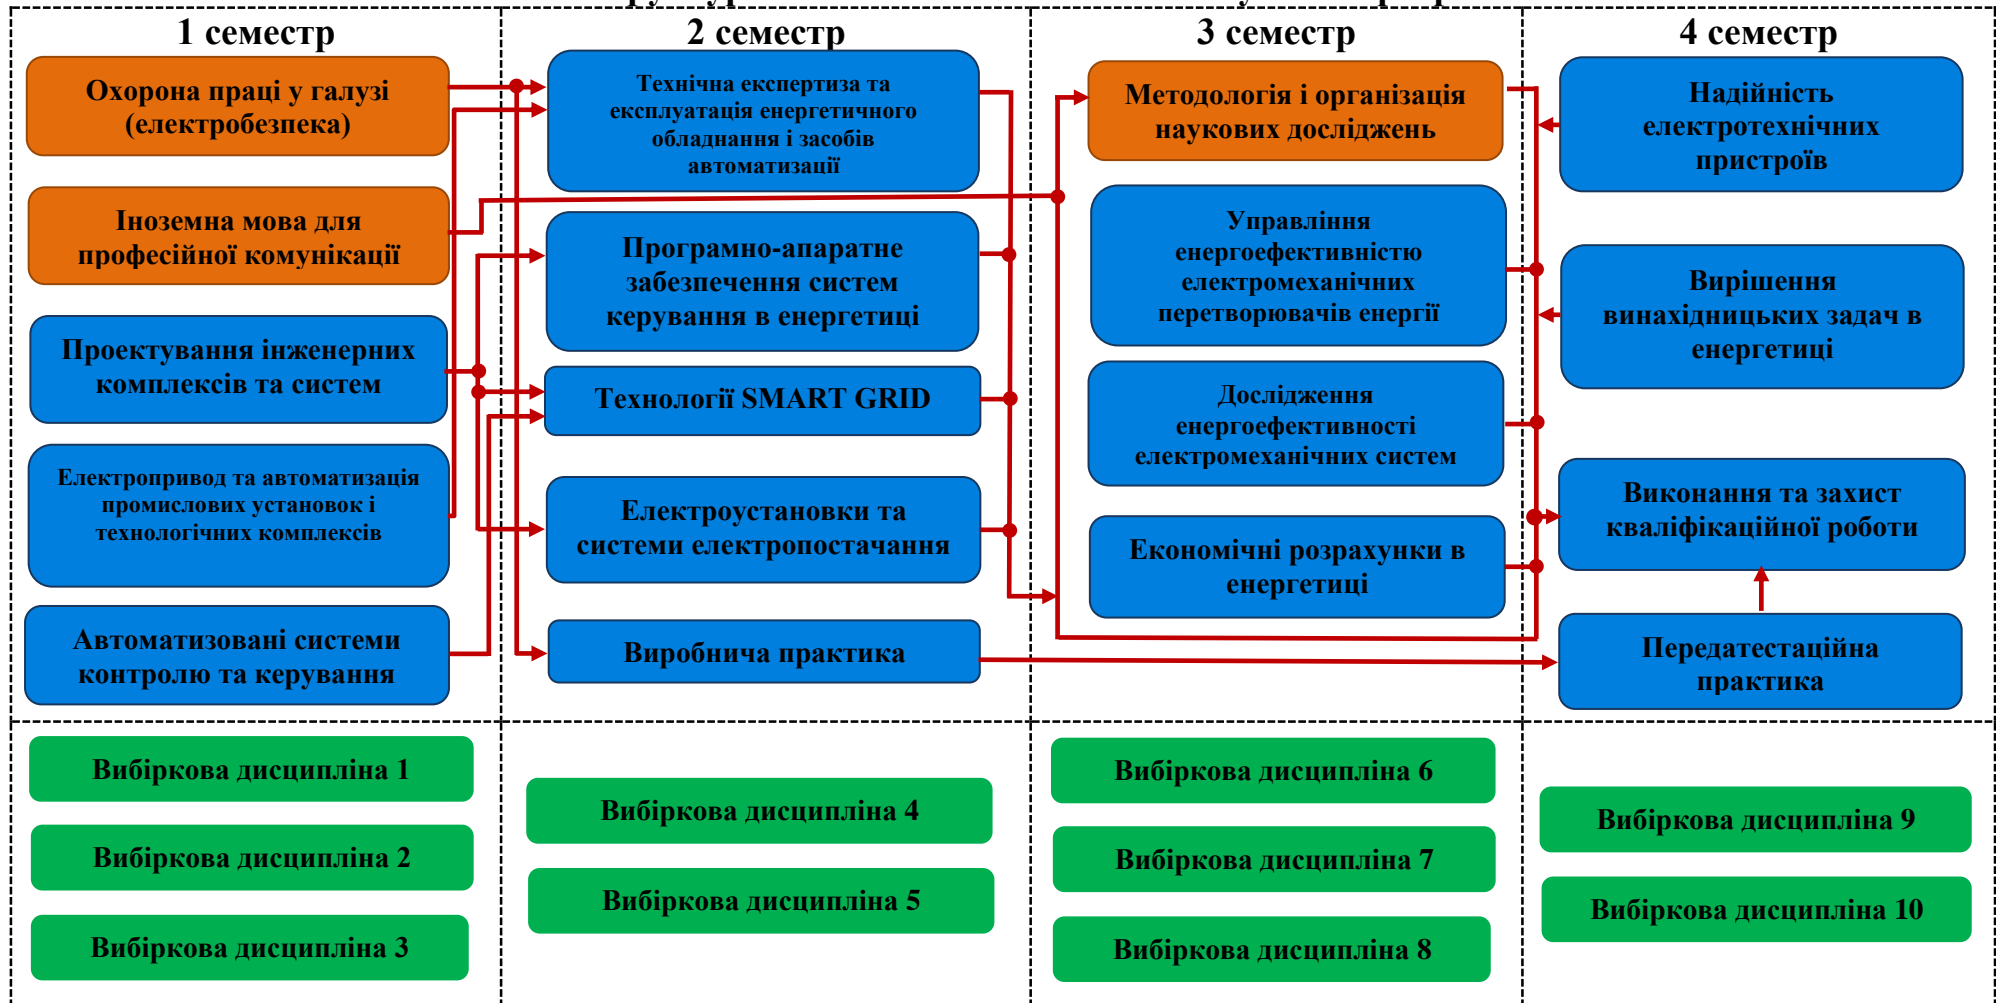 1 семестр
Охорона праці у галузі
(електробезпека)
Іноземна мова для
професійної комунікації
Проектування інженерних
комплексів та систем
Електропривод та автоматизація
промислових установок і
технологічних комплексів
Автоматизовані системи
контролю та керування
2 семестр
Технічна експертиза та
експлуатація енергетичного
обладнання і засобів
автоматизації
Програмно-апаратне
забезпечення систем
керування в енергетиці
Технології SMART GRID
Електроустановки та
системи електропостачання
Виробнича практика
3 семестр
Методологія і організація
наукових досліджень
Управління
енергоефективністю
електромеханічних
перетворювачів енергії
Дослідження
енергоефективності
електромеханічних систем
Економічні розрахунки в
енергетиці
4 семестр
Надійність
електротехнічних
пристроїв
Вирішення
винахідницьких задач в
енергетиці
Виконання та захист
кваліфікаційної роботи
Передатестаційна
практика
Вибіркова дисципліна 1
Вибіркова дисципліна 2
Вибіркова дисципліна 3
Вибіркова дисципліна 4
Вибіркова дисципліна 5
Вибіркова дисципліна 6
Вибіркова дисципліна 7
Вибіркова дисципліна 8
Вибіркова дисципліна 9
Вибіркова дисципліна 10